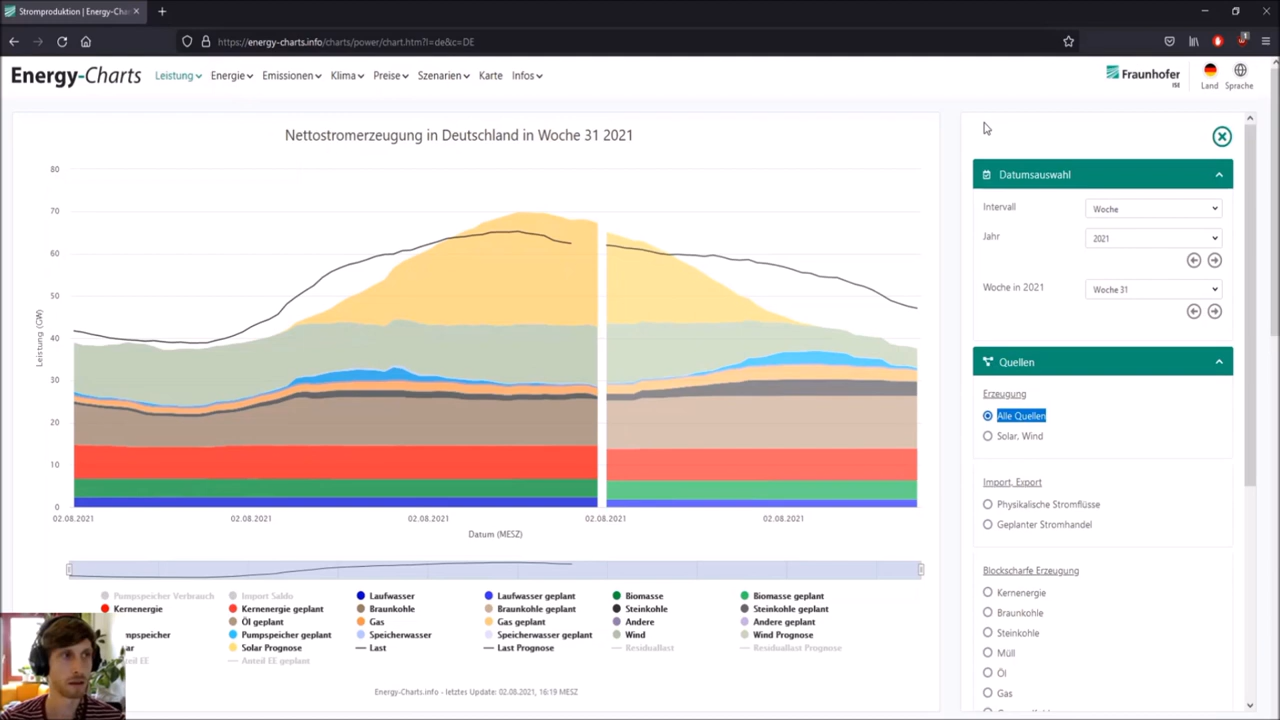 Stromproduktion | Energy-Cha
https://energy-charts.info/charts/power/chart.htm?l=de&c=DE
Energy-Charts
Leistung
Energie
Emissionen
Klima
Preise
Szenarien
Karte
Infos
Fraunhofer
ISE
Land
Sprache
Nettostromerzeugung in Deutschland in Woche 31 2021
80
70
60
50
40
30
20
10
0
Leistung (GW)
02.08.2021 02.08.2021 02.08.2021 02.08.2021 02.08.2021
Datum (MESZ)
Pumpspeicher Verbrauch Import Saldo Laufwasser Laufwasser geplant Biomasse Biomasse geplant
Kernenergie Kernenergie geplant Braunkohle Braunkohle geplant Steinkohle Steinkohle geplant
Öl geplant Gas Gas geplant Andere Andere geplant
mpspeicher Pumpspeicher geplant Speicherwasser Speicherwasser geplant Wind Wind Prognose
ar Solar Prognose Last Last Prognose Residuallast Residuallast Prognose
nteil EE Anteil EE geplant
Energy-Charts.info - letztes Update: 02.08.2021, 16:19 MESZ
Datumsauswahl
Intervall Woche
Jahr 2021
Woche in 2021 Woche 31
Quellen
Erzeugung
Alle Quellen
Solar, Wind
Import, Export
Physikalische Stromflüsse
Geplanter Stromhandel
Blockscharfe Erzeugung
Kernenergie
Braunkohle
Steinkohle
Müll
Öl
Gas